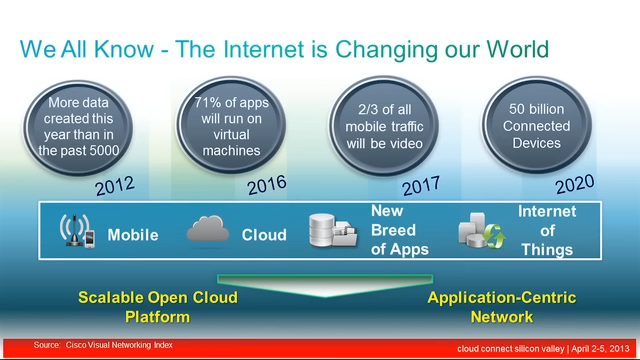 We All Know - The Internet is Changing our World
More data
created this
year than in
the past 5000
2012
71% of apps
will run on
virtual
machines
2016
2/3 of all
mobile traffic
will be video
2017
50 billion
Connected
Devices
2020
Mobile
Cloud
New
Breed
of Apps
Internet
of
Things
Scalable Open Cloud
Platform
Application-Centric
Network
Source: Cisco Visual Networking Index
cloud connect silicon valley | April 2-5, 2013